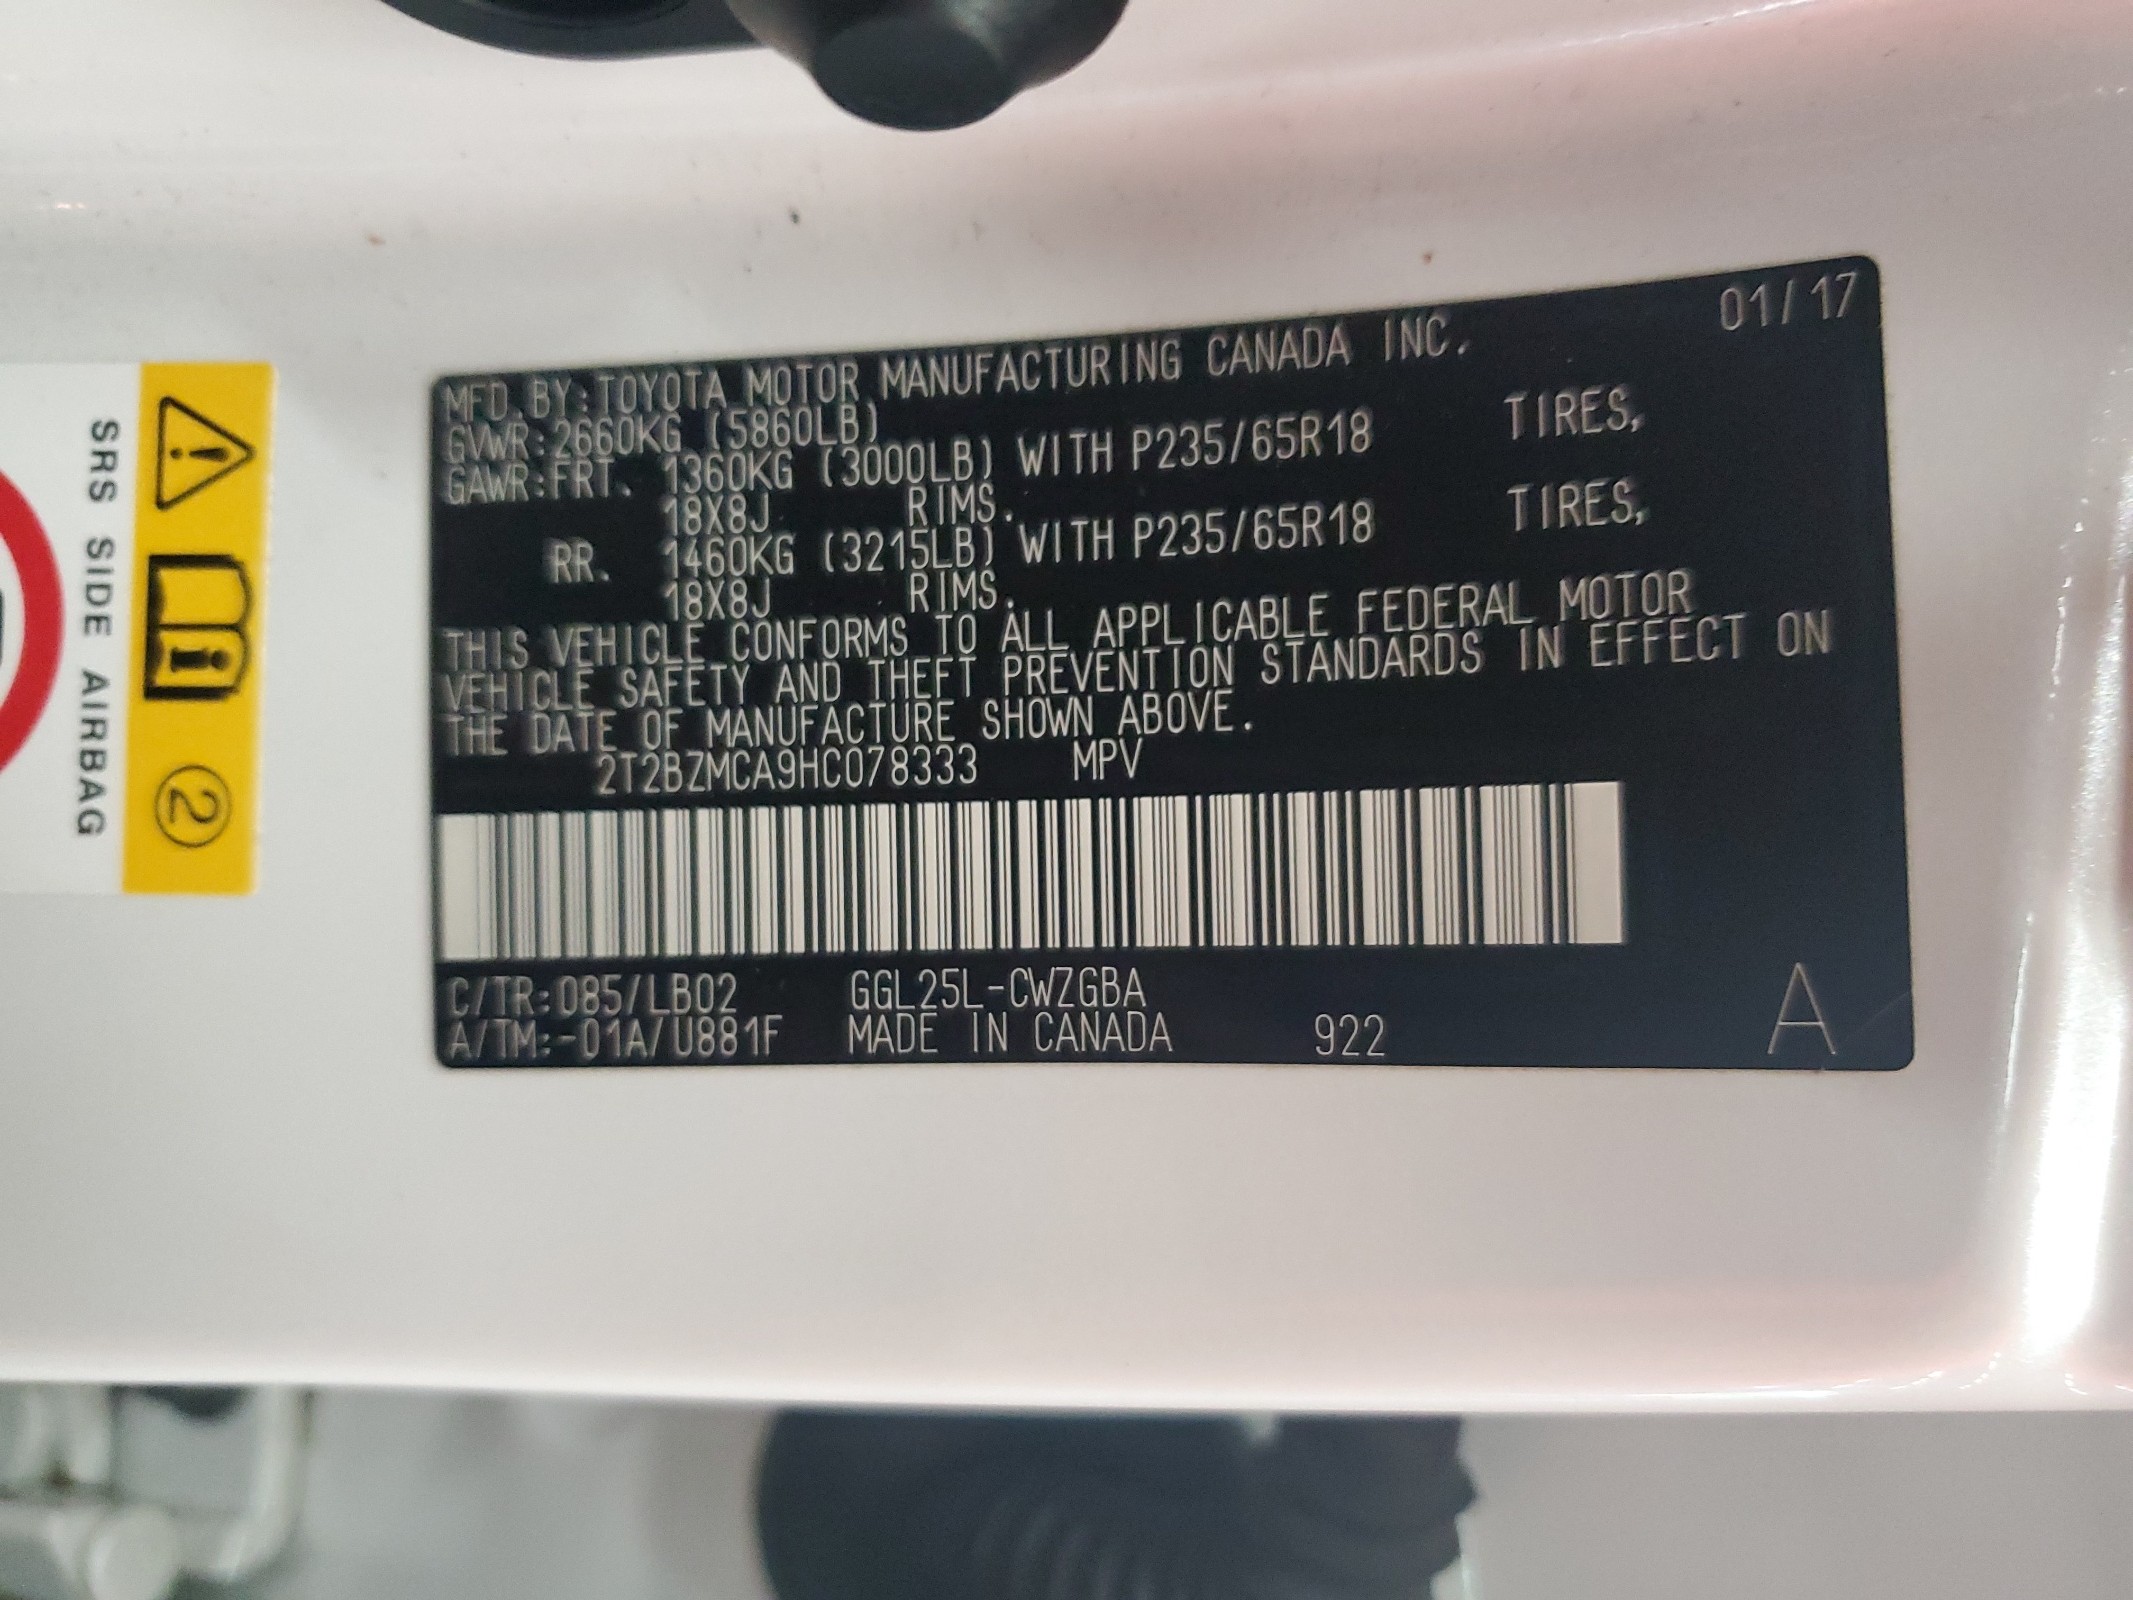 MFD.BY:TOYOTA MOTOR MANUFACTURING CANADA INC. 01/17
GVWR:2660KG (5860LB)
GAWR:FRT. 1360KG (3000LB) WITH P235/65R18 TIRES,
18X8J RIMS.
RR. 1460KG (3215LB) WITH P235/65R18 TIRES,
18X8J RIMS.
THIS VEHICLE CONFORMS TO ALL APPLICABLE FEDERAL MOTOR
VEHICLE SAFETY AND THEFT PREVENTION STANDARDS IN EFFECT ON
THE DATE OF MANUFACTURE SHOWN ABOVE.
2T2BZMCA9HC078333 MPV
C/TR:085/LB02 GGL25L-CWZGBA
A/TM:-01A/U881F MADE IN CANADA 922 A
SRS SIDE AIRBAG
2